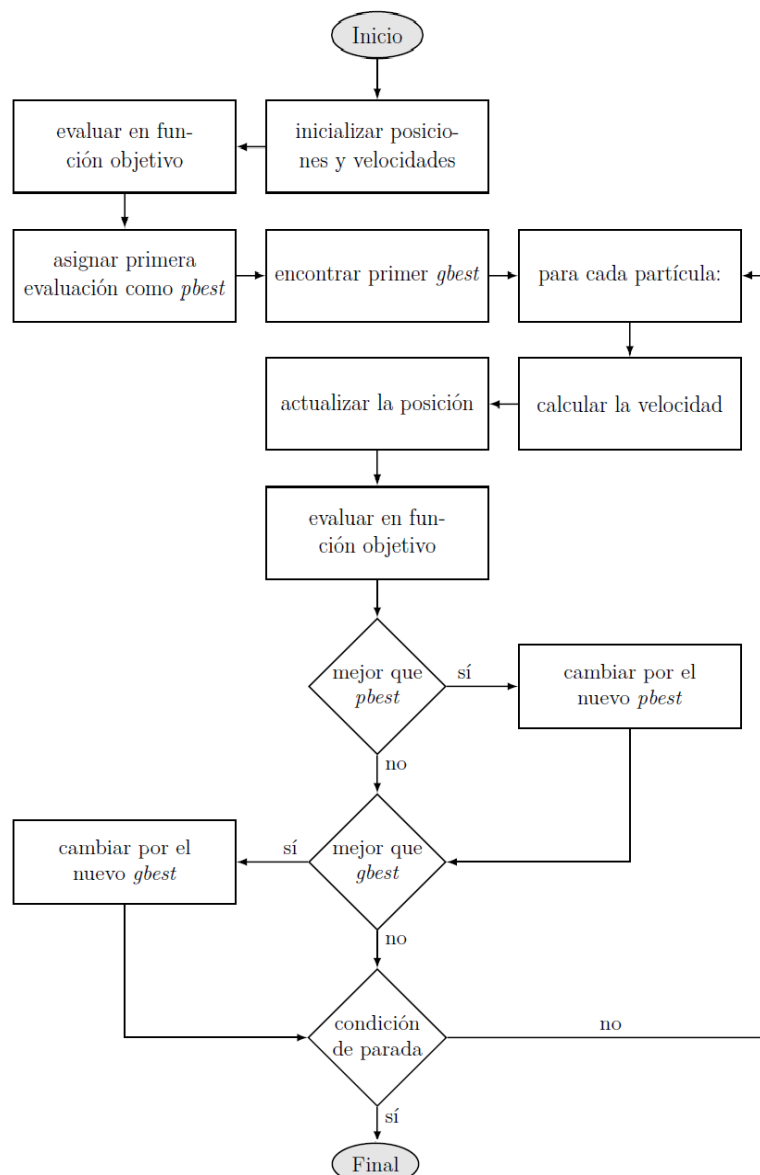 Inicio
inicializar posicio-
nes y velocidades
evaluar en fun-
ción objetivo
asignar primera
evaluación como pbest
encontrar primer gbest
para cada partícula:
calcular la velocidad
actualizar la posición
evaluar en fun-
ción objetivo
mejor que
pbest
sí
cambiar por el
nuevo pbest
no
mejor que
gbest
sí
cambiar por el
nuevo gbest
no
condición
de parada
no
sí
Final